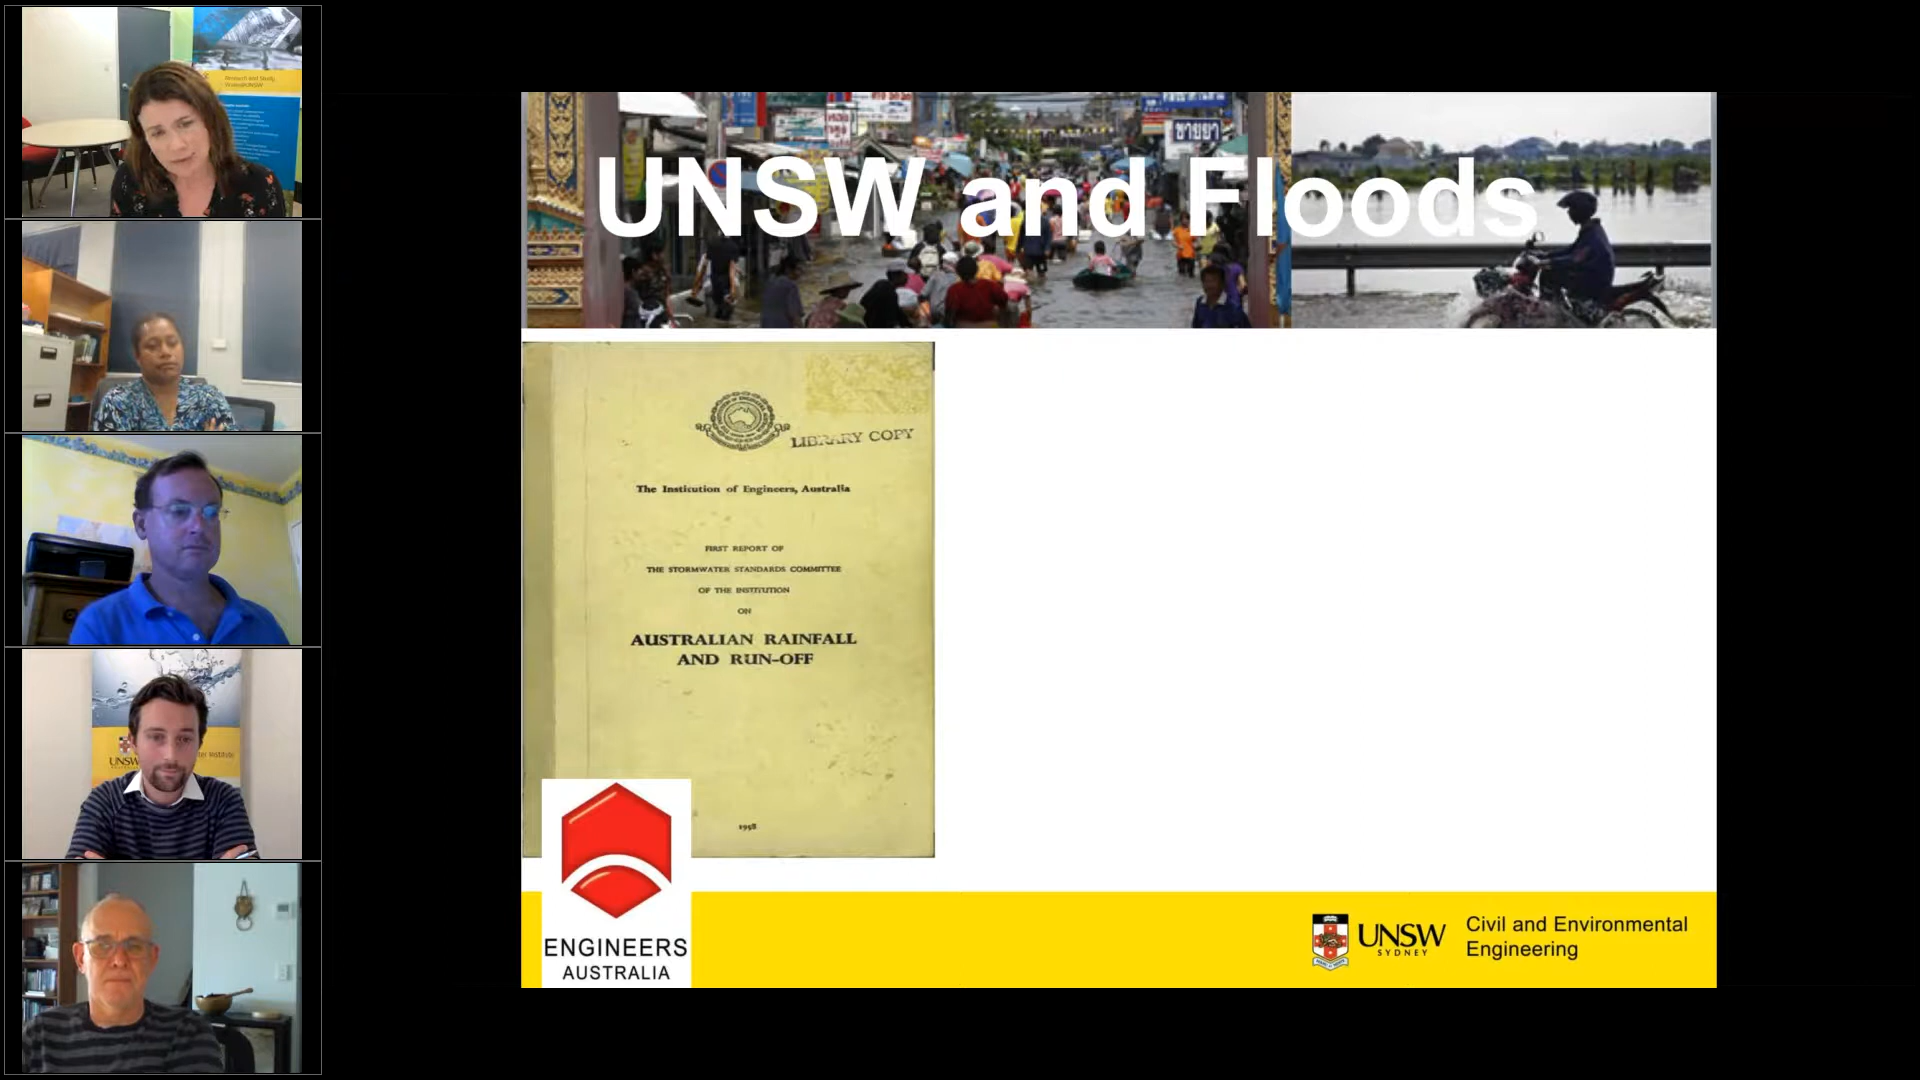 UNSW and Floods
ขายยา
LIBRARY COPY
The Institution of Engineers, Australia
FIRST REPORT OF
THE STORMWATER STANDARDS COMMITTEE
OF THE INSTITUTION
ON
AUSTRALIAN RAINFALL
AND RUN-OFF
1958
ENGINEERS
AUSTRALIA
UNSW
SYDNEY
Civil and Environmental
Engineering
UNSW